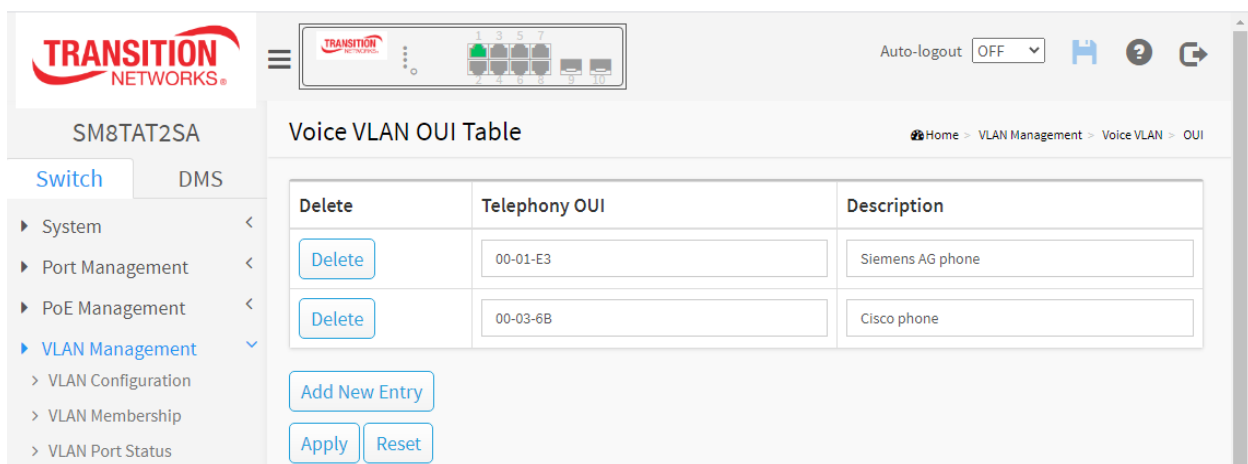 TRANSITION
NETWORKS®
TRANSITION
NETWORKS.
1 3 5 7
2 4 6 8 9 10
Auto-logout OFF
SM8TAT2SA
Voice VLAN OUI Table
Home > VLAN Management > Voice VLAN > OUI
Switch DMS
System
Port Management
PoE Management
VLAN Management
> VLAN Configuration
> VLAN Membership
> VLAN Port Status
Delete Telephony OUI Description
Delete 00-01-E3 Siemens AG phone
Delete 00-03-6B Cisco phone
Add New Entry
Apply Reset